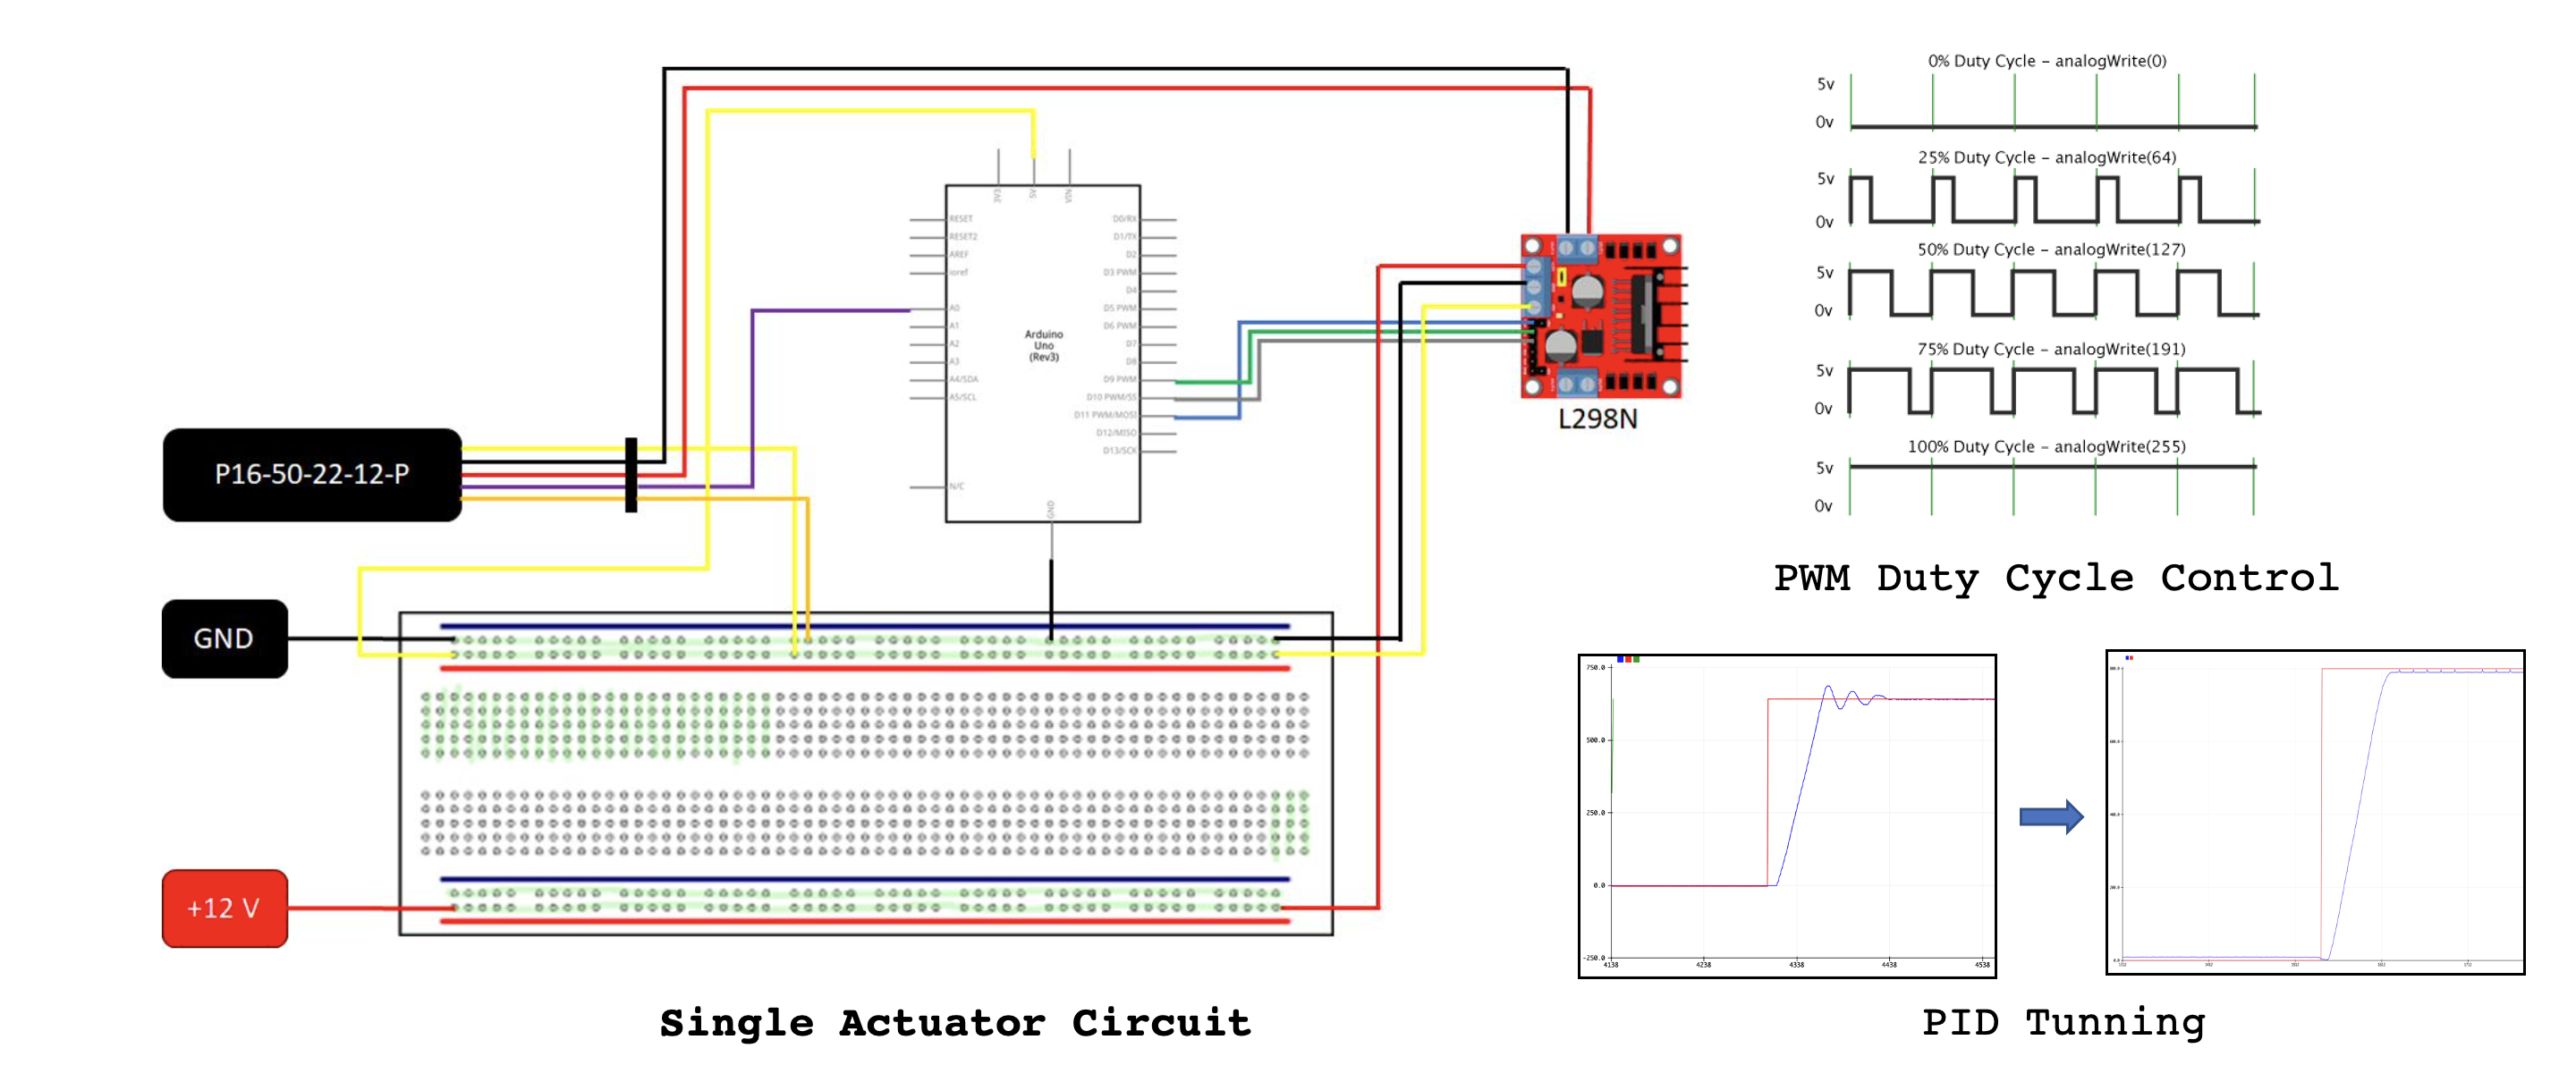 P16-50-22-12-P
GND
+12 V
3V3
5V
VIN
RESET
RESET2
AREF
ioref
A0
A1
A2
A3
A4/SDA
A5/SCL
N/C
Arduino
Uno
(Rev3)
D0/RX
D1/TX
D2
D3 PWM
D4
D5 PWM
D6 PWM
D7
D8
D9 PWM
D10 PWM/SS
D11 PWM/MOSI
D12/MISO
D13/SCK
GND
L298N
Single Actuator Circuit
0% Duty Cycle – analogWrite(0)
5v
0v
25% Duty Cycle – analogWrite(64)
5v
0v
50% Duty Cycle – analogWrite(127)
5v
0v
75% Duty Cycle – analogWrite(191)
5v
0v
100% Duty Cycle – analogWrite(255)
5v
0v
PWM Duty Cycle Control
750.0
500.0
250.0
0.0
-250.0
4138 4238 4338 4438 4538
PID Tunning